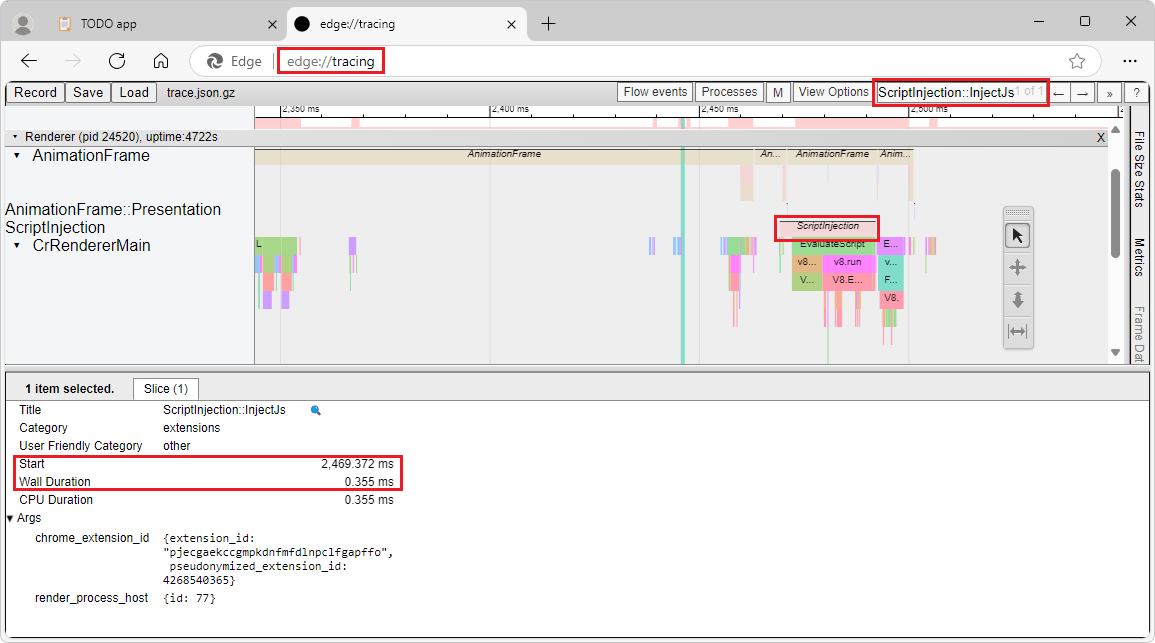 TODO app
edge://tracing
Edge
edge://tracing
Record Save Load trace.json.gz
Flow events Processes M View Options ScriptInjection::InjectJs 1 of 1 ← → » ?
2,350 ms 2,400 ms 2,450 ms 2,500 ms
Renderer (pid 24520), uptime:4722s X
AnimationFrame
AnimationFrame An... AnimationFrame Anim...
AnimationFrame::Presentation
ScriptInjection
ScriptInjection
CrRendererMain
L EvaluateScript E...
v8... v8.run v...
V... V8.E... F...
V8.
File Size Stats
Metrics
Frame Dat
1 item selected. Slice (1)
Title ScriptInjection::InjectJs
Category extensions
User Friendly Category other
Start 2,469.372 ms
Wall Duration 0.355 ms
CPU Duration 0.355 ms
Args
chrome_extension_id {extension_id:
"pjecgaekccgmpkdnfmfdlnpclfgapffo",
pseudonymized_extension_id:
4268540365}
render_process_host {id: 77}